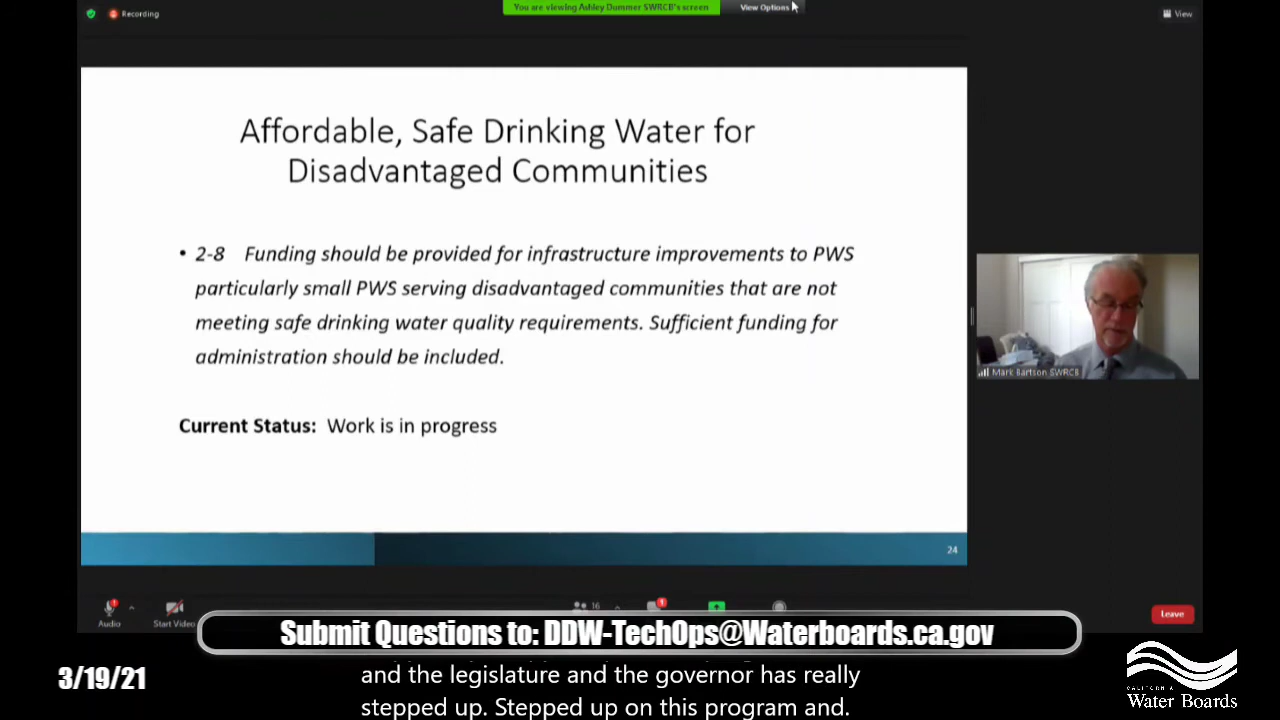 Recording
You are viewing Ashley Dummer SWRCB's screen
View Options
View
Affordable, Safe Drinking Water for
Disadvantaged Communities
• 2-8 Funding should be provided for infrastructure improvements to PWS
particularly small PWS serving disadvantaged communities that are not
meeting safe drinking water quality requirements. Sufficient funding for
administration should be included.
Current Status: Work is in progress
24
Mark Bartson SWRCB
1
16
1
Audio
Start Video
Leave
Submit Questions to: DDW-TechOps@Waterboards.ca.gov
3/19/21
and the legislature and the governor has really
stepped up. Stepped up on this program and.
CALIFORNIA
Water Boards